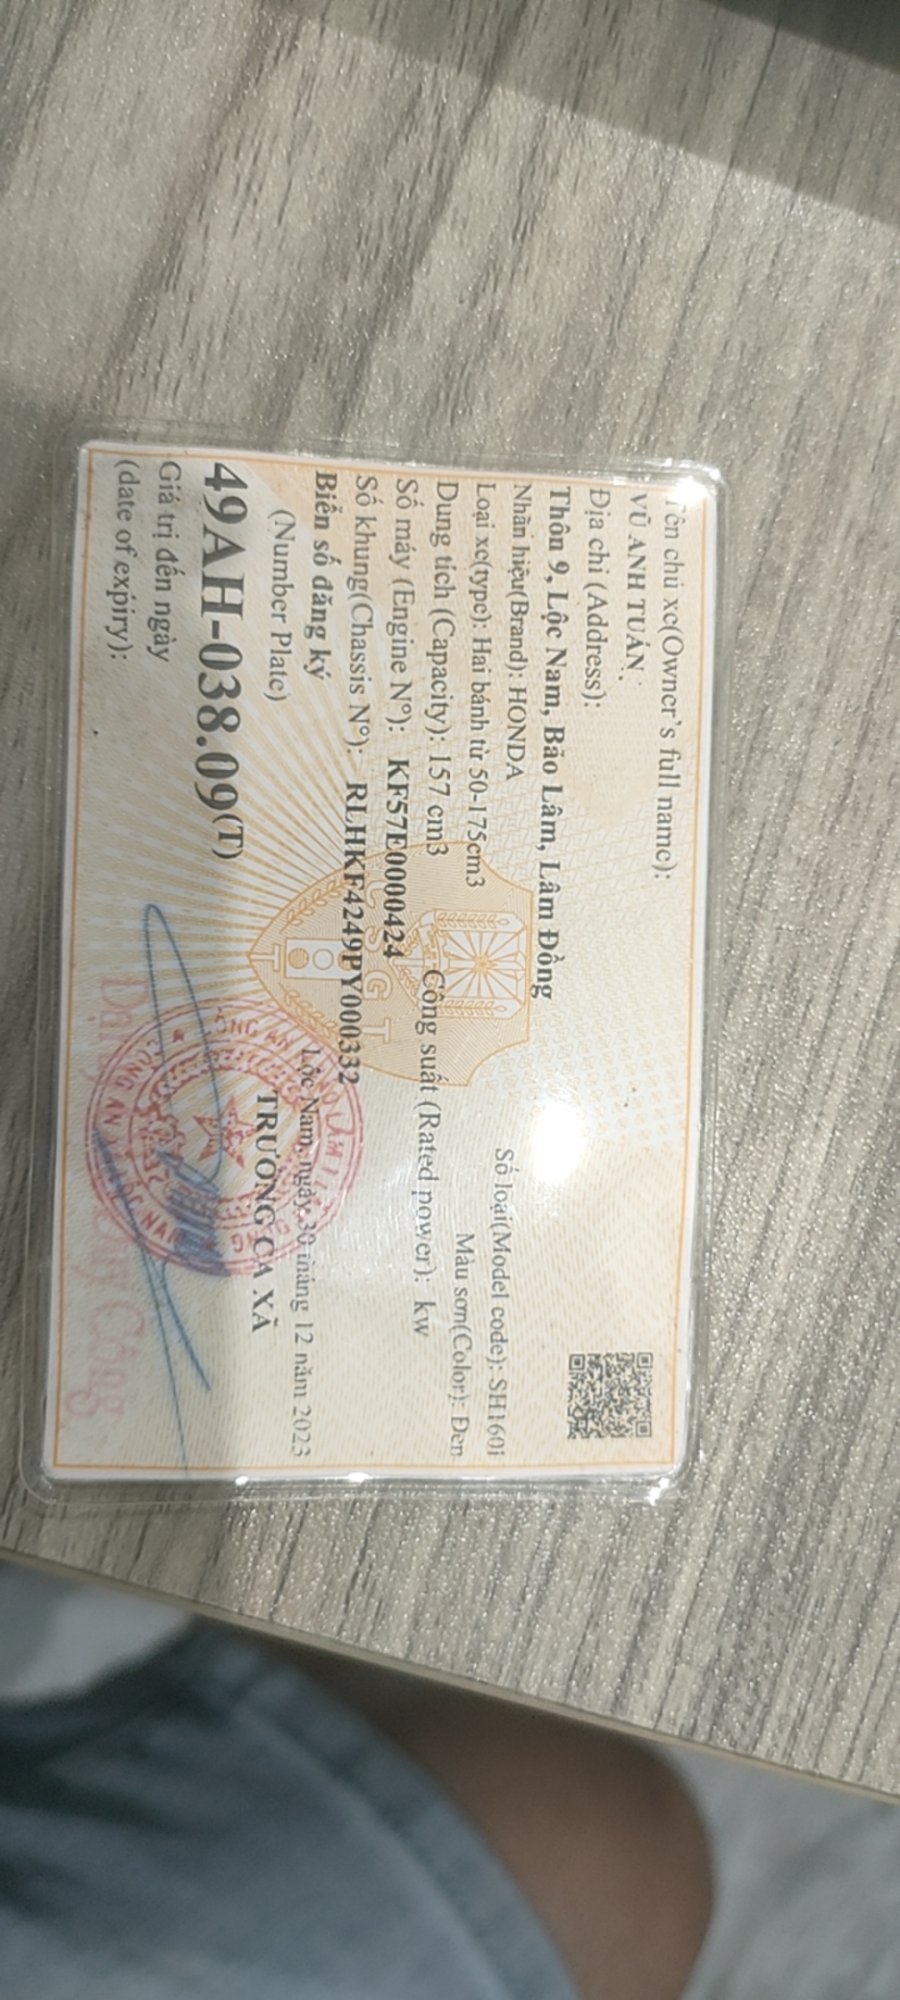 Tên chủ xe(Owner's full name):
VŨ ANH TUẤN
Địa chỉ (Address):
Thôn 9, Lộc Nam, Bão Lâm, Lâm Đồng
Nhãn hiệu(Brand): HONDA Số loại(Model code): SH160i
Loại xe(type): Hai bánh từ 50-175cm3 Màu sơn(Color): Đen
Dung tích (Capacity): 157 cm3 Công suất (Rated power): kw
Số máy (Engine N°): KF57E0000424
Số khung(Chassis N°): RLHKF4249PY000332
Biển số đăng ký
(Number Plate)
Lộc Nam, ngày 30 tháng 12 năm 2023
TRƯỞNG CA XÃ
49AH-038.09(T)
Giá trị đến ngày
(date of expiry):
CSGT